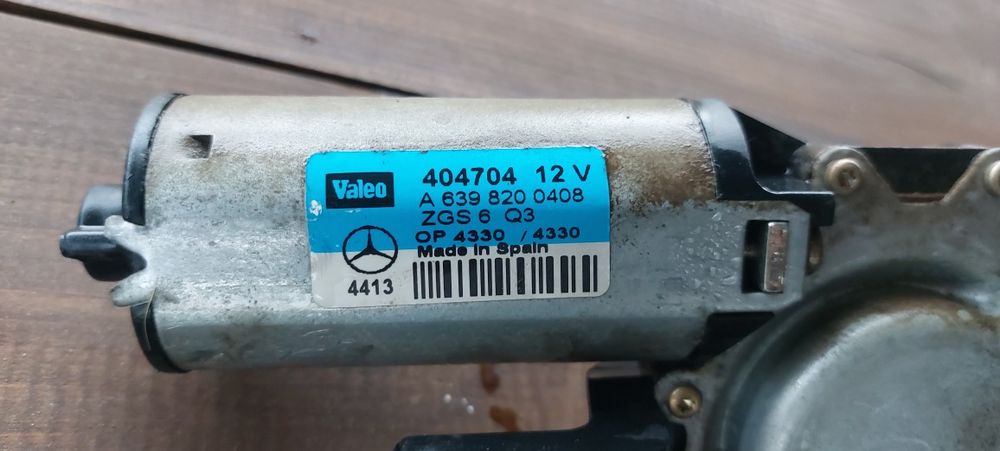 Valeo 404704 12 V
A 639 820 0408
ZGS 6 Q3
OP 4330 / 4330
Made in Spain
4413